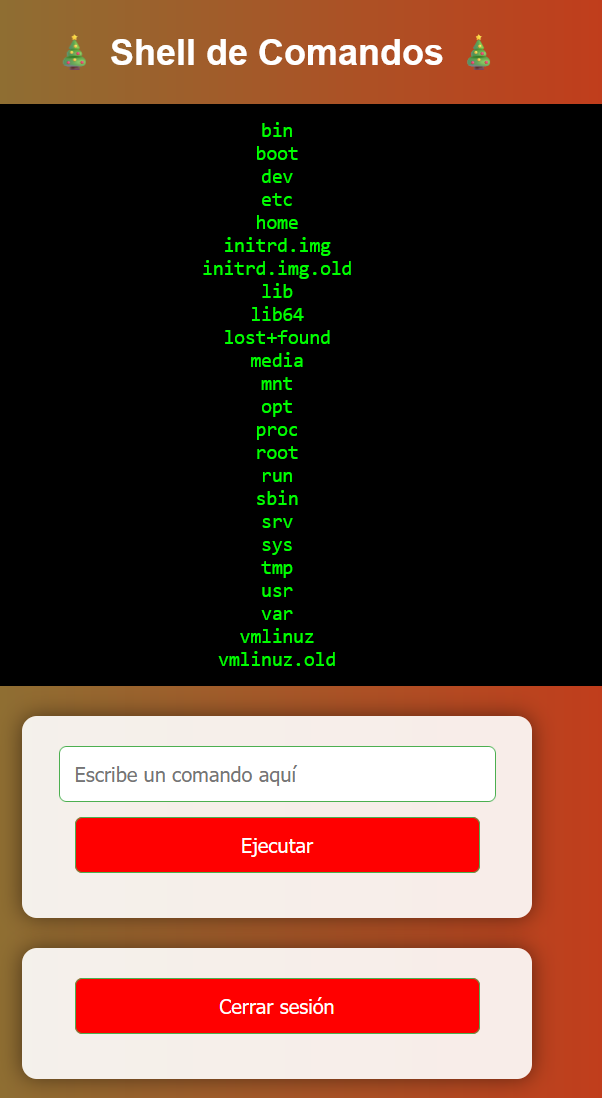 🎄 Shell de Comandos 🎄
bin
boot
dev
etc
home
initrd.img
initrd.img.old
lib
lib64
lost+found
media
mnt
opt
proc
root
run
sbin
srv
sys
tmp
usr
var
vmlinuz
vmlinuz.old
Escribe un comando aquí
Ejecutar
Cerrar sesión